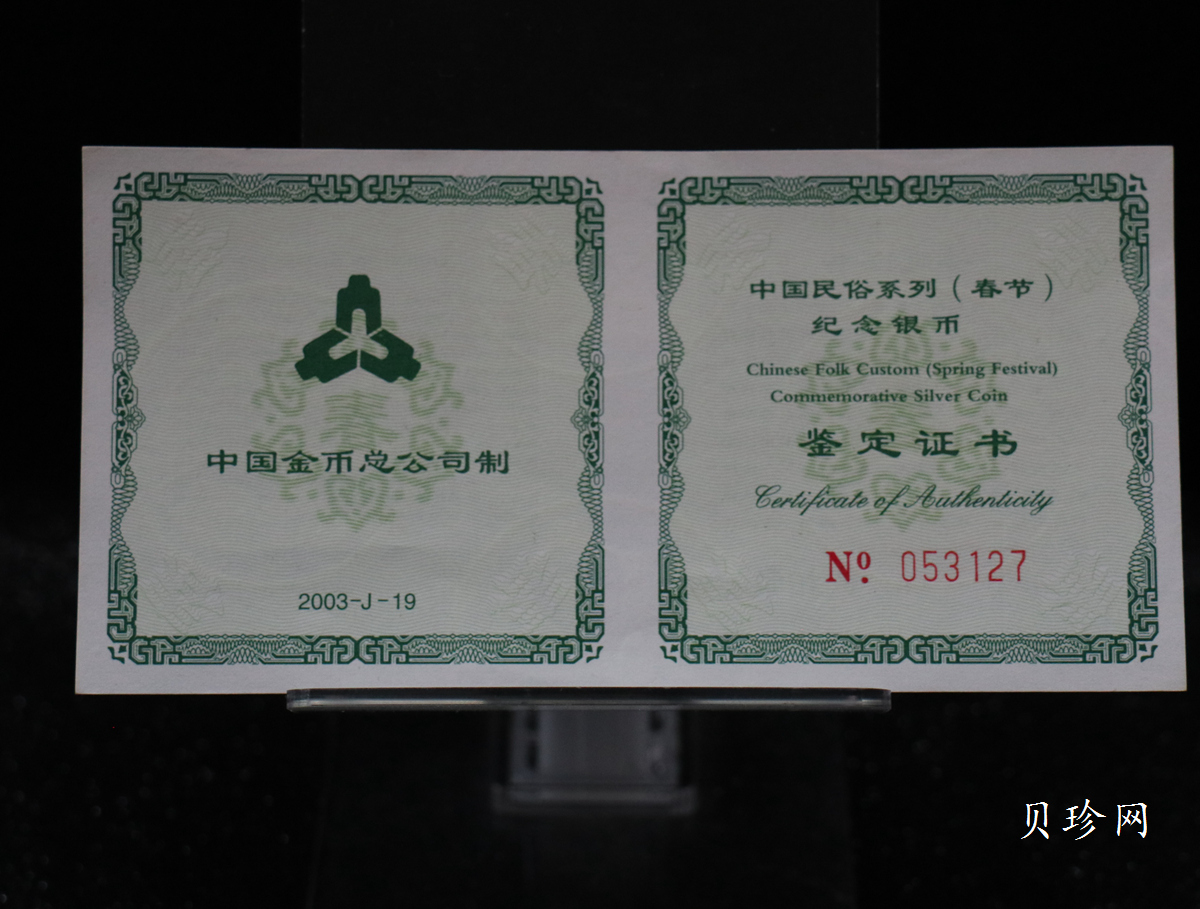 中国金币总公司制
2003-J-19
中国民俗系列（春节）
纪念银币
Chinese Folk Custom (Spring Festival)
Commemorative Silver Coin
鉴定证书
Certificate of Authenticity
Nº. 053127
贝珍网